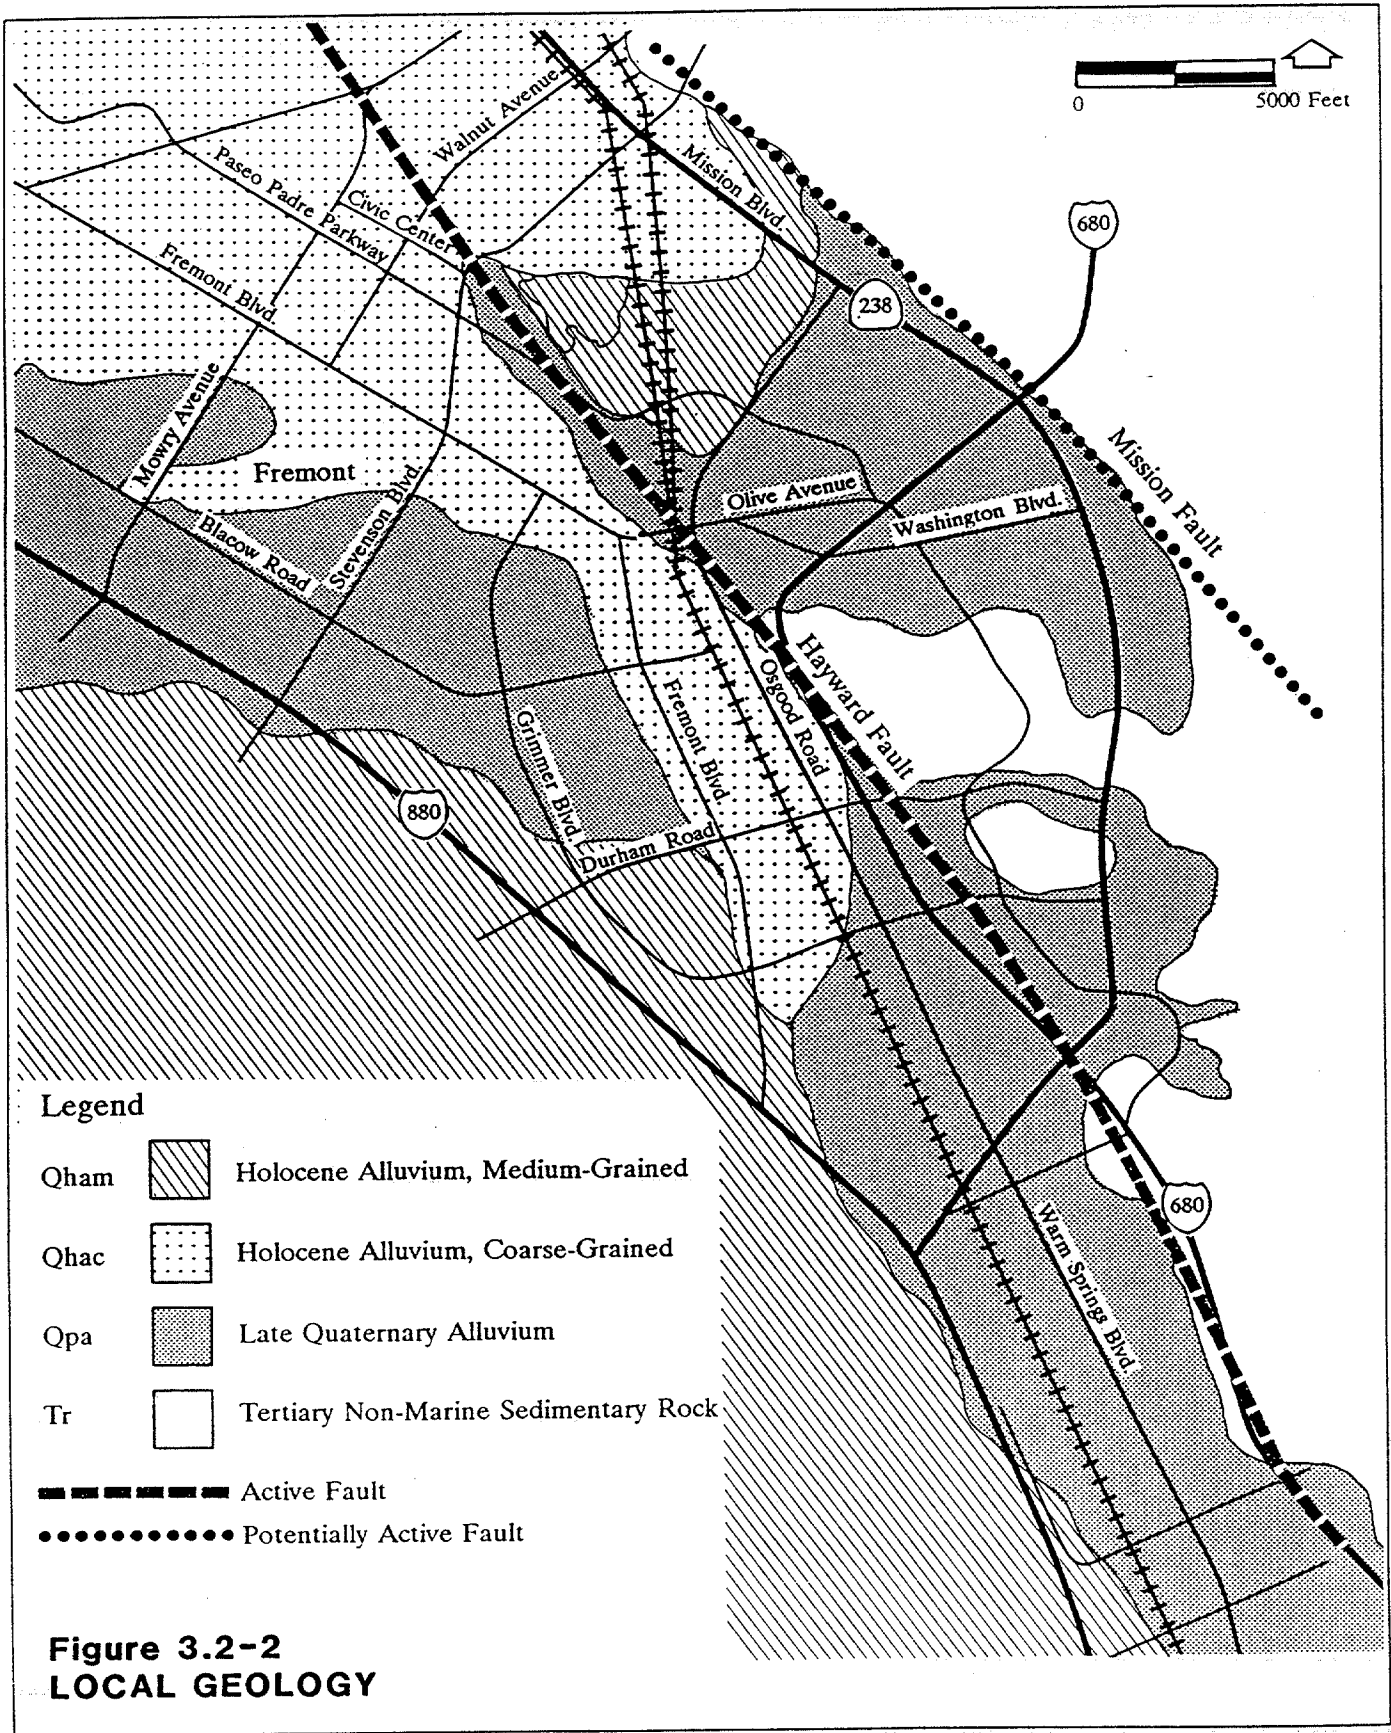 0 5000 Feet
Walnut Avenue
Mission Blvd.
Paseo Padre Parkway
Civic Center
680
Fremont Blvd.
238
Mowry Avenue
Fremont
Mission Fault
Olive Avenue
Washington Blvd.
Blacow Road
Stevenson Blvd.
Hayward Fault
Osgood Road
Fremont Blvd.
Grimmer Blvd.
880
Durham Road
Legend
Qham Holocene Alluvium, Medium-Grained
Qhac Holocene Alluvium, Coarse-Grained
Qpa Late Quaternary Alluvium
Tr Tertiary Non-Marine Sedimentary Rock
Active Fault
Potentially Active Fault
680
Warm Springs Blvd.
Figure 3.2-2
LOCAL GEOLOGY